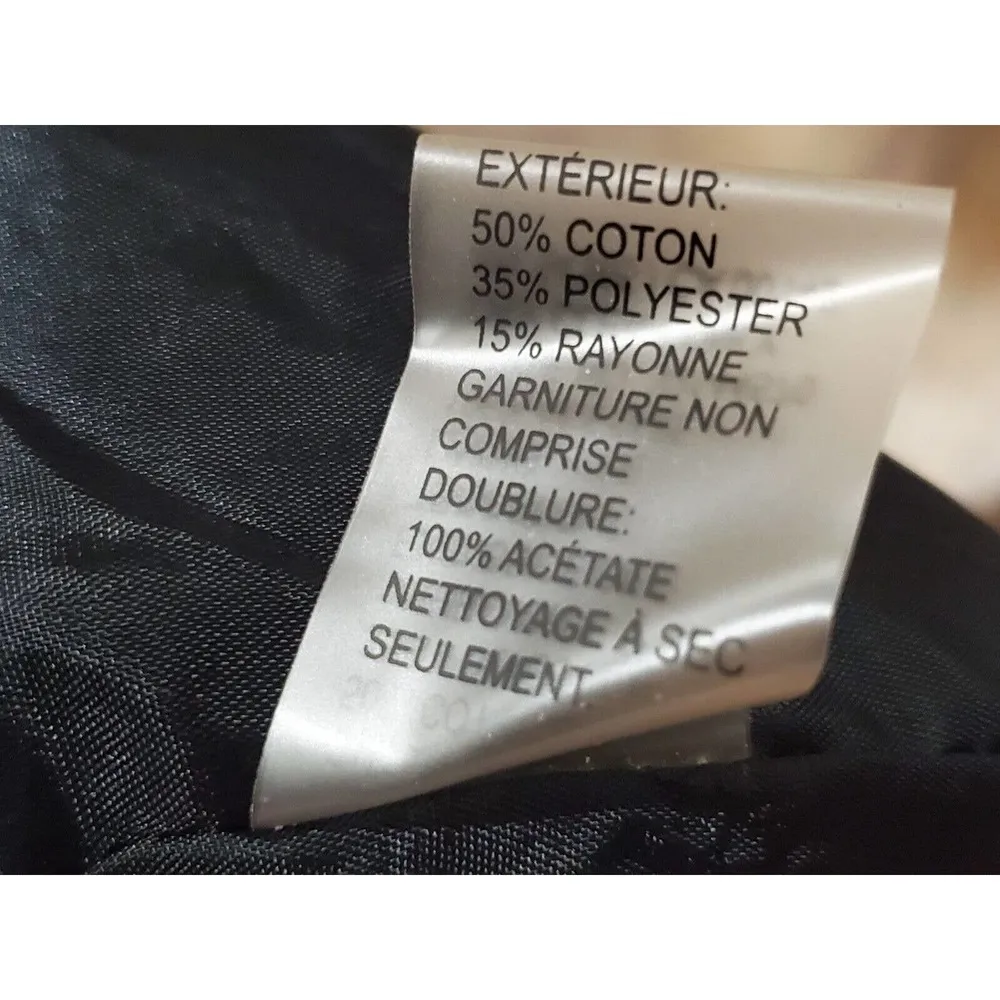 EXTÉRIEUR:
50% COTON
35% POLYESTER
15% RAYONNE
GARNITURE NON
COMPRISE
DOUBLURE:
100% ACÉTATE
NETTOYAGE À SEC
SEULEMENT.